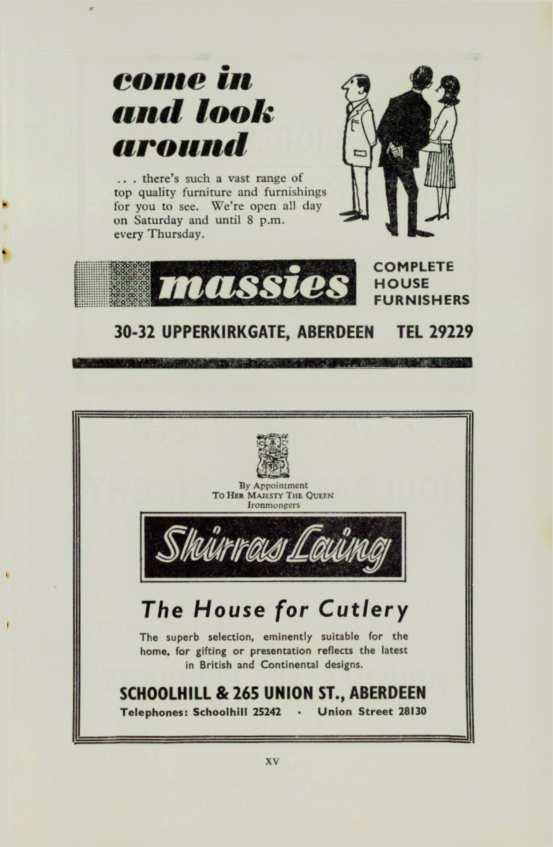 come in
and look
around
... there's such a vast range of
top quality furniture and furnishings
for you to see. We're open all day
on Saturday and until 8 p.m.
every Thursday.
massies
COMPLETE
HOUSE
FURNISHERS
30-32 UPPERKIRKGATE, ABERDEEN TEL 29229
By Appointment
To Her Majesty The Queen
Ironmongers
Shirras Laing
The House for Cutlery
The superb selection, eminently suitable for the
home, for gifting or presentation reflects the latest
in British and Continental designs.
SCHOOLHILL & 265 UNION ST., ABERDEEN
Telephones: Schoolhill 25242 · Union Street 28130
XV